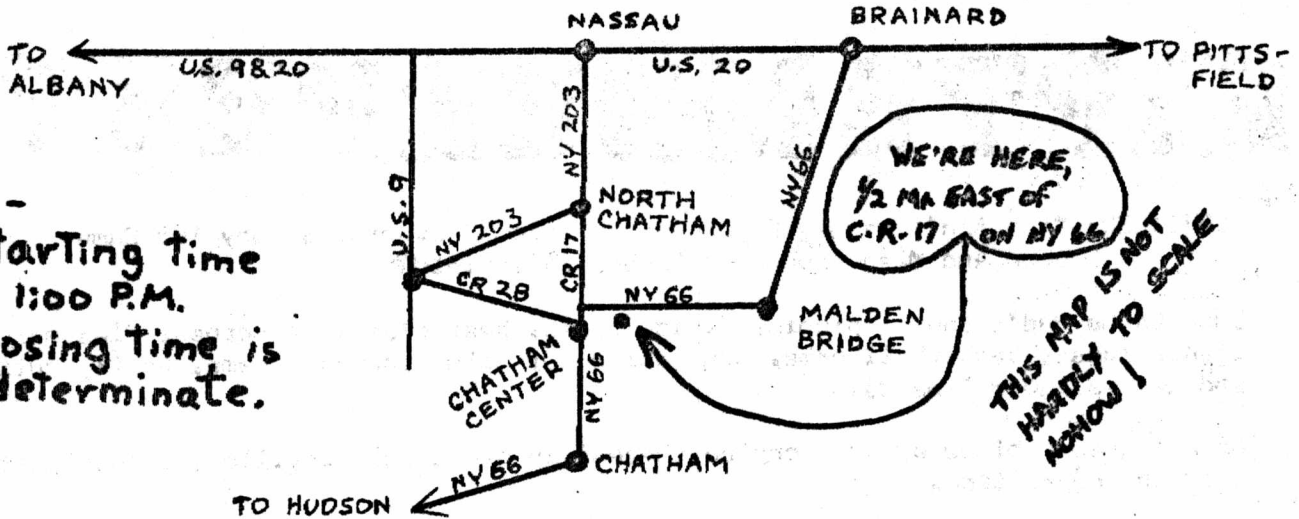 NASSAU
BRAINARD
TO
ALBANY
U.S. 9&20
U.S. 20
TO PITTS-
FIELD
NY 203
U.S. 9
NY 66
WE'RE HERE,
1/2 MI. EAST OF
C.R. 17 ON NY 66
NORTH
CHATHAM
NY 203
CR 17
CR 28
NY 66
MALDEN
BRIDGE
THIS MAP IS NOT
HARDLY TO SCALE
NOHOW!
tarting time
1:00 P.M.
osing time is
determinate.
CHATHAM
CENTER
NY 66
CHATHAM
NY 66
TO HUDSON